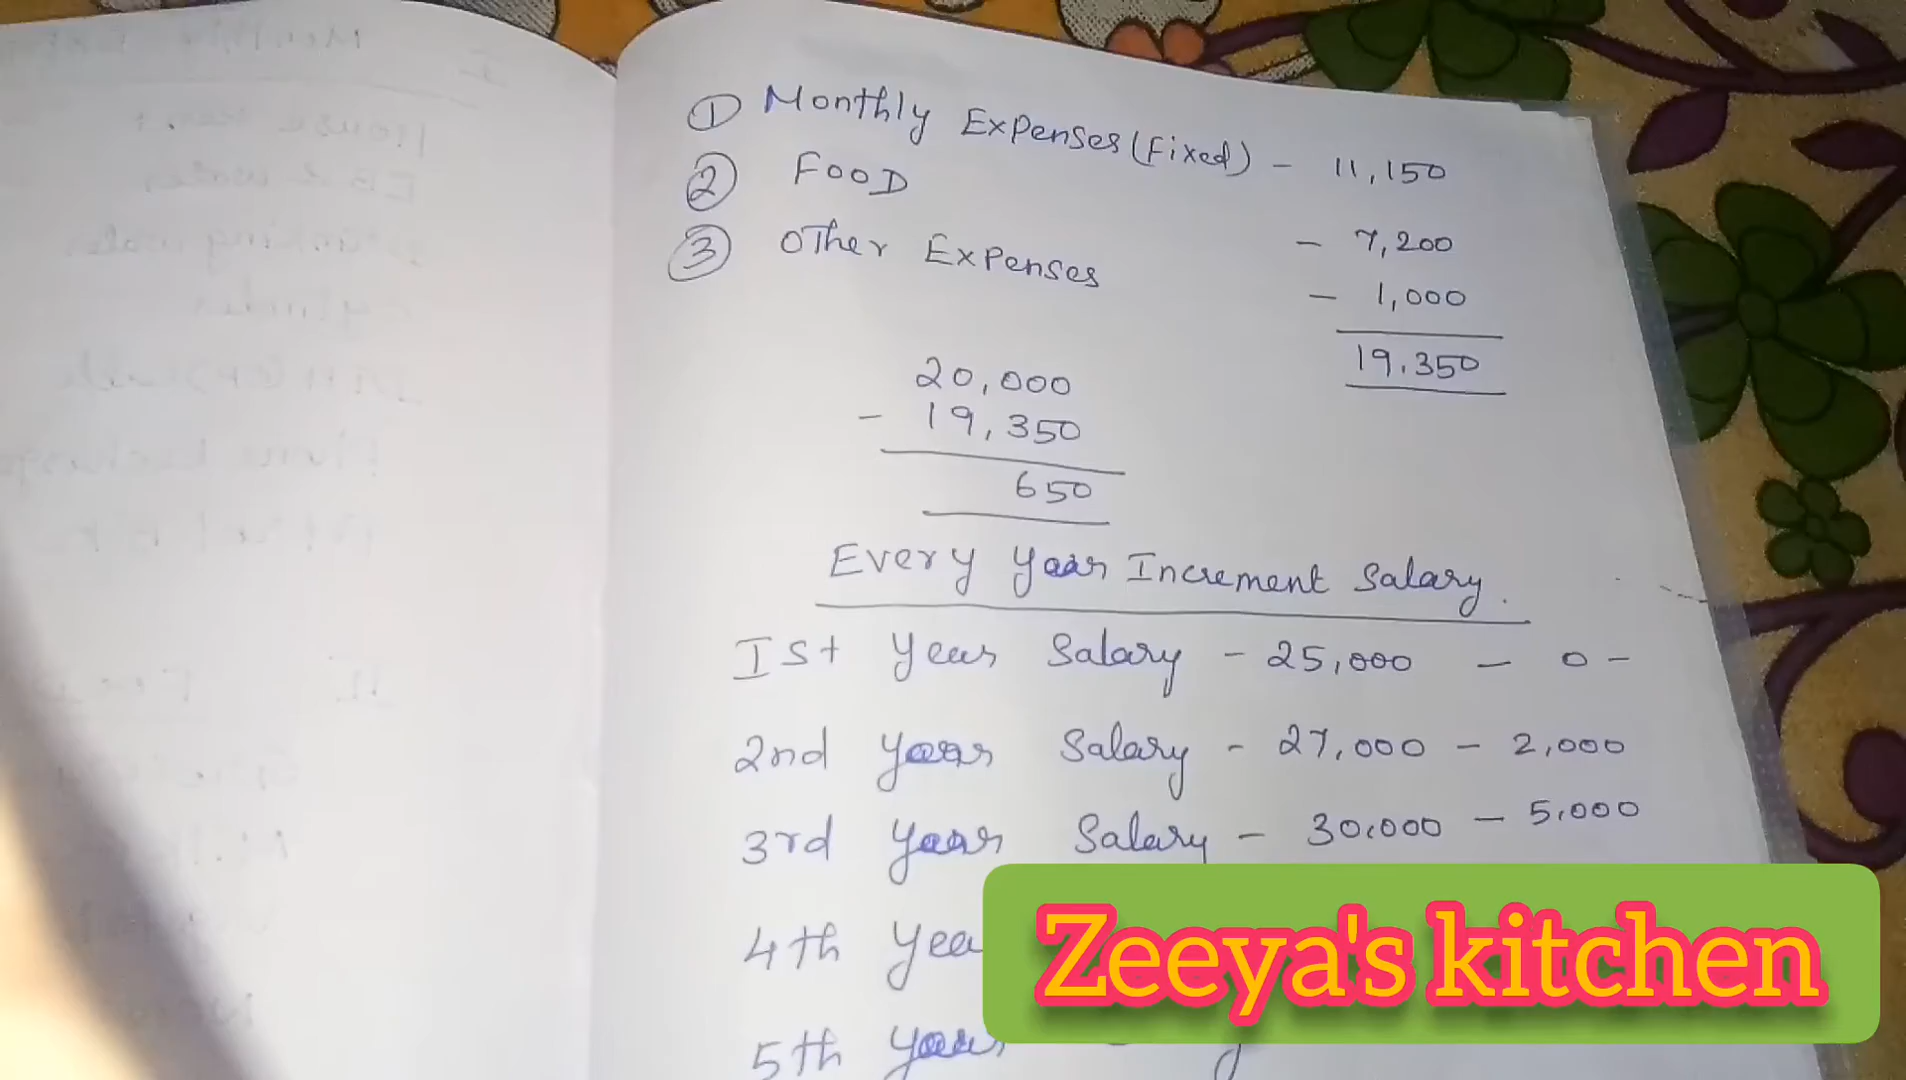 ① Monthly Expenses (Fixed) - 11,150
② FOOD - 7,200
③ Other Expenses - 1,000
19.350
20,000
- 19,350
650
Every Year Increment Salary.
Ist Year Salary - 25,000 - 0 -
2nd Year Salary - 27,000 - 2,000
3rd Year Salary - 30,000 - 5,000
4th Yea
5th Year
Zeeya's kitchen